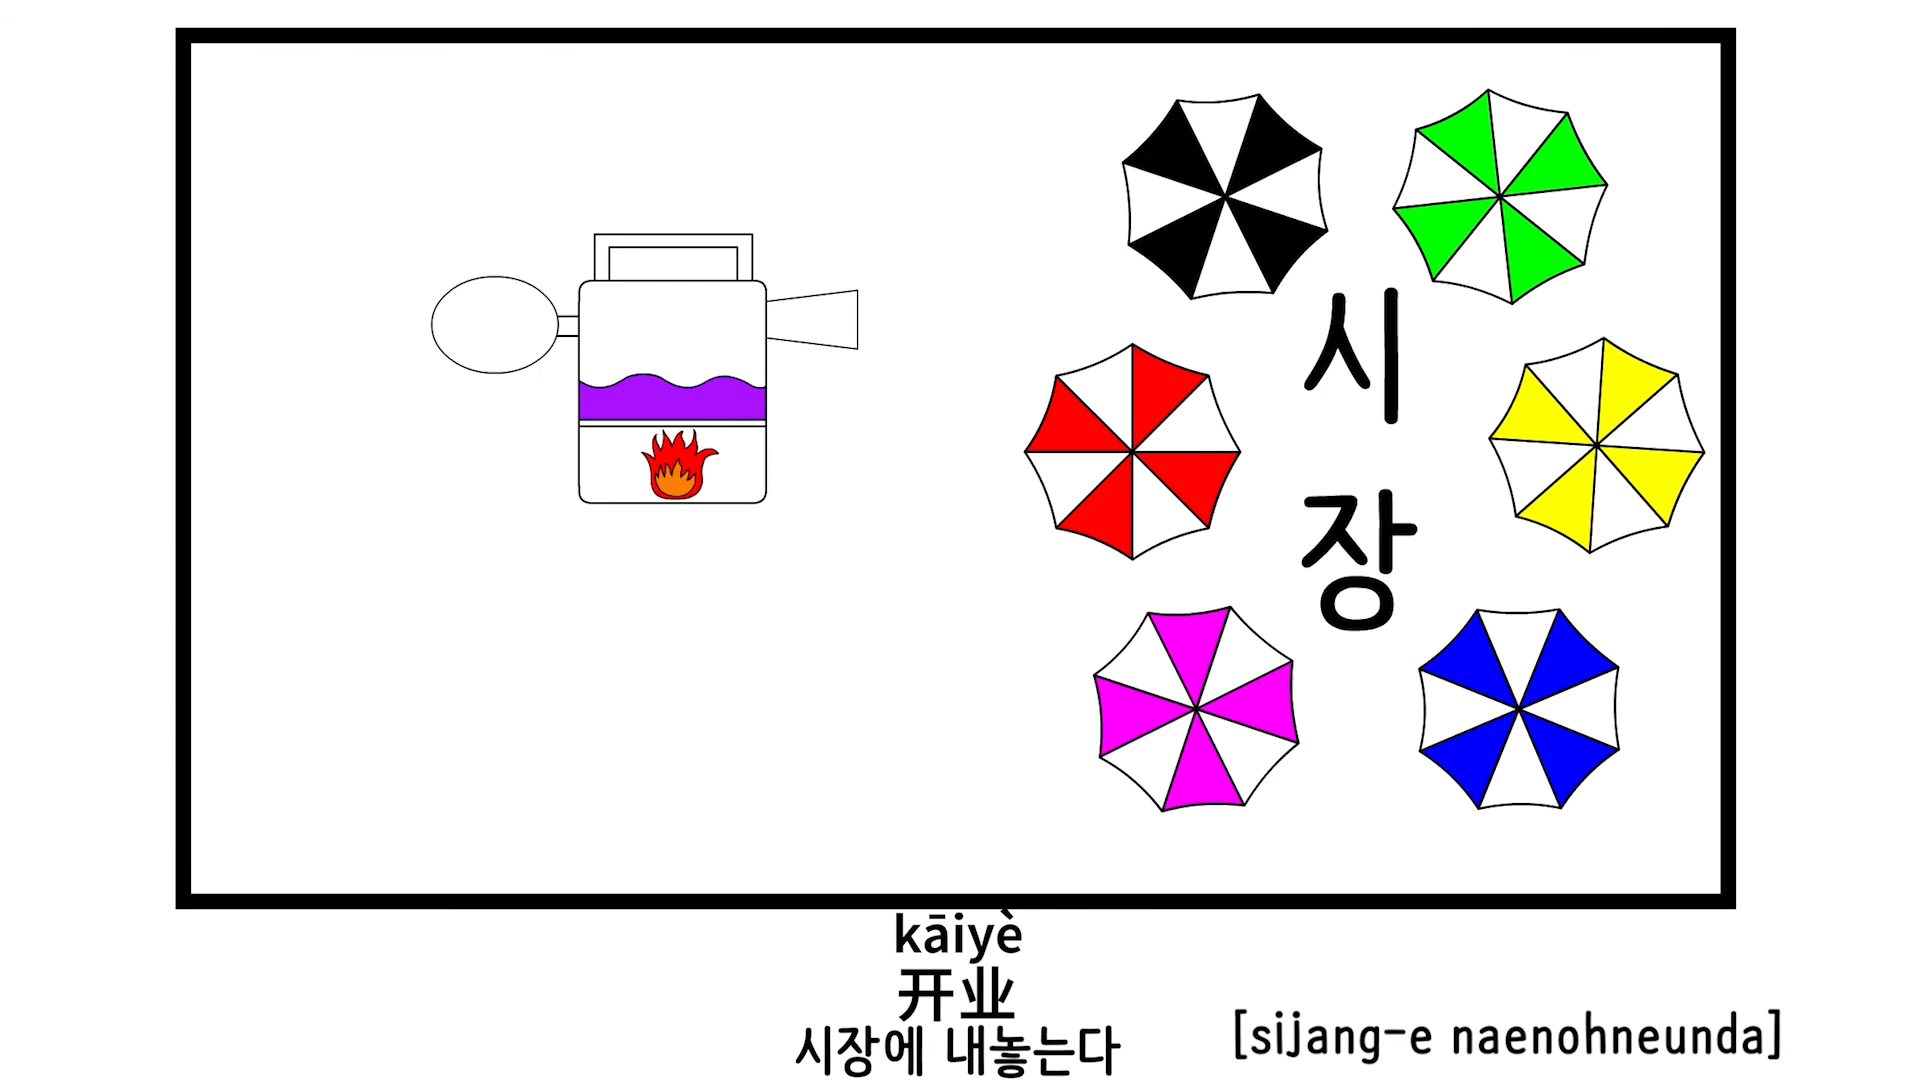 시
장
kāiyè
开业
시장에 내놓는다
[sijang-e naenohneunda]